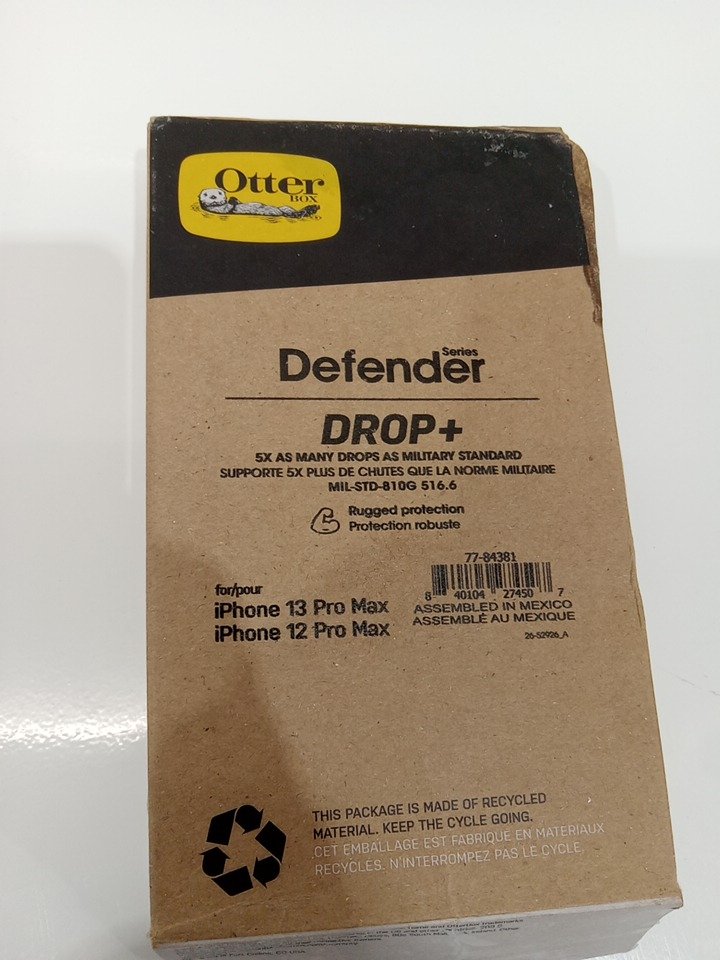 Otter
BOX
Defender Series
DROP+
5X AS MANY DROPS AS MILITARY STANDARD
SUPPORTE 5X PLUS DE CHUTES QUE LA NORME MILITAIRE
MIL-STD-810G 516.6
Rugged protection
Protection robuste
77-84381
8 40104 27450 7
ASSEMBLED IN MEXICO
ASSEMBLÉ AU MEXIQUE
26-52926_A
for/pour
iPhone 13 Pro Max
iPhone 12 Pro Max
THIS PACKAGE IS MADE OF RECYCLED
MATERIAL. KEEP THE CYCLE GOING.
CET EMBALLAGE EST FABRIQUÉ EN MATERIAUX
RECYCLÉS. N'INTERROMPEZ PAS LE CYCLE.